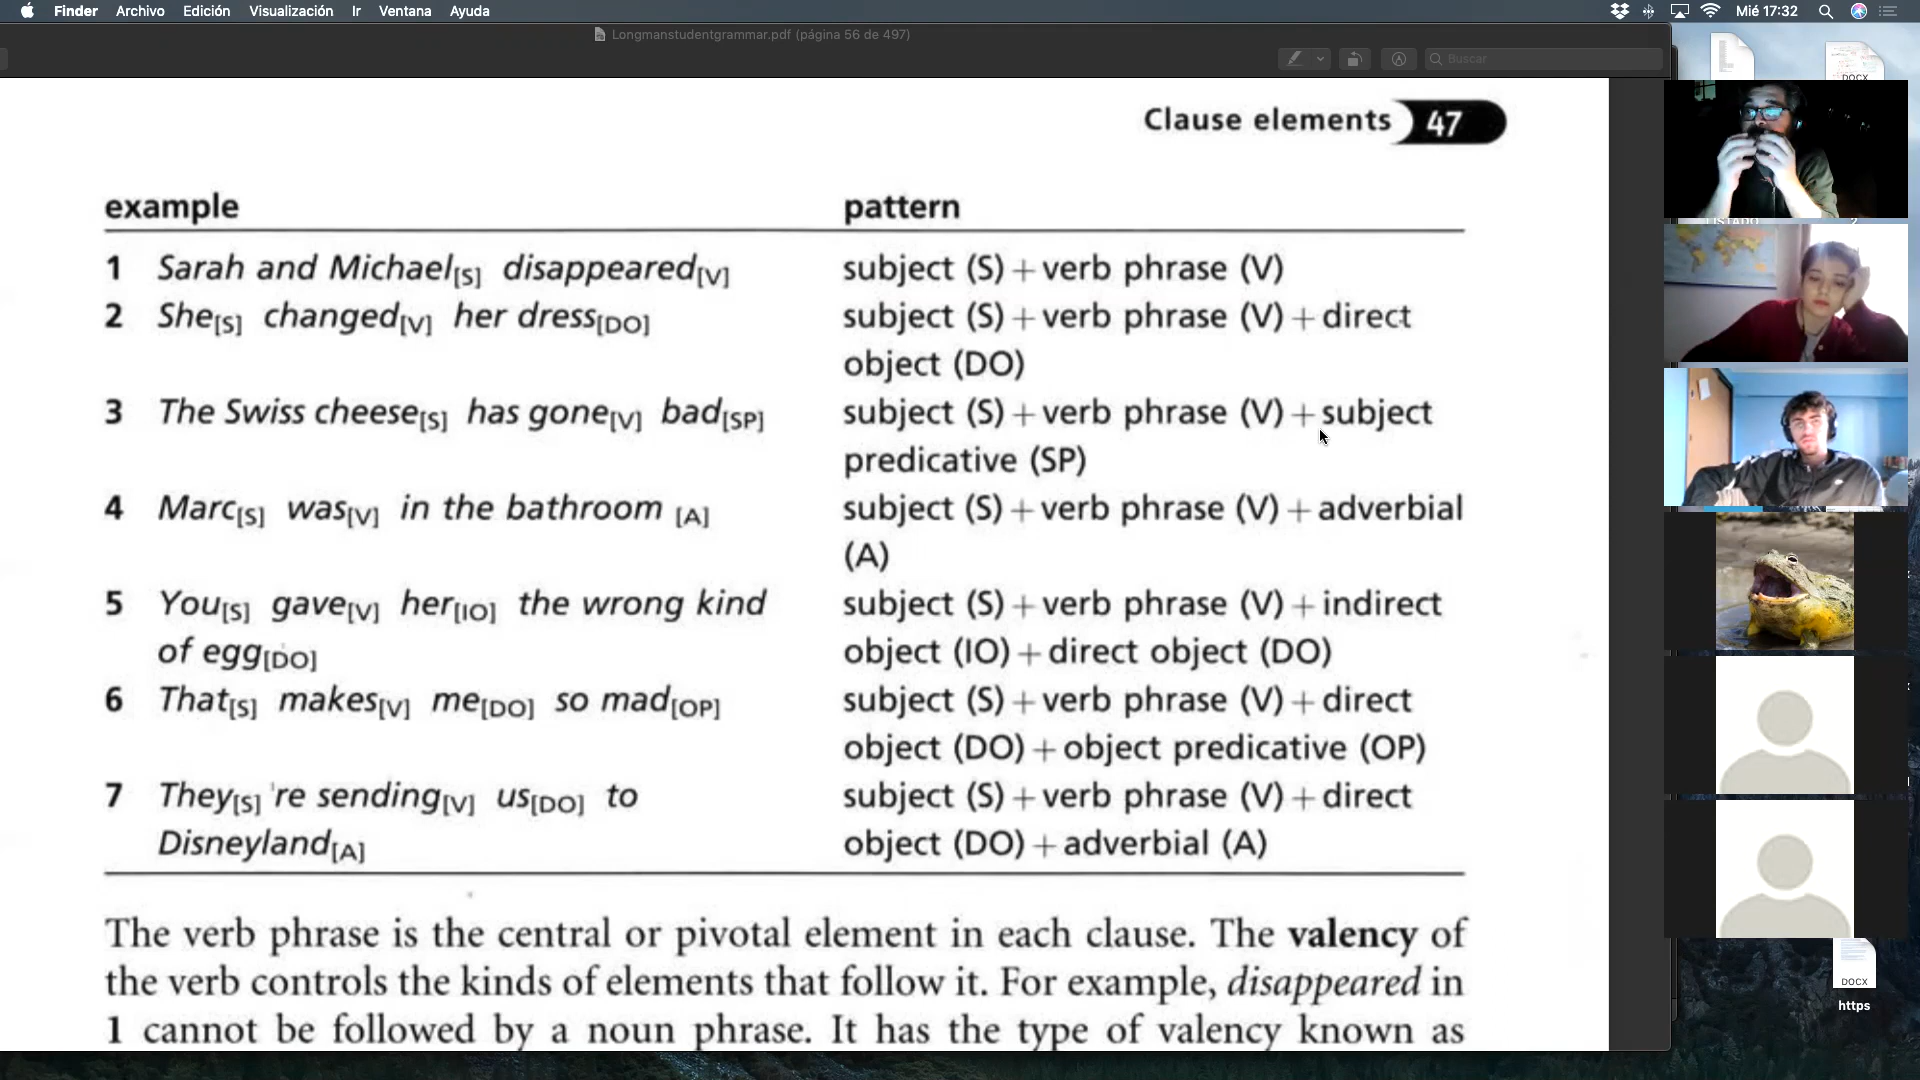 Finder Archivo Edición Visualización Ir Ventana Ayuda Mié 17:32
Longmanstudentgrammar.pdf (página 56 de 497)
Buscar
Clause elements 47
example pattern
1 Sarah and Michael[S] disappeared[V] subject (S) + verb phrase (V)
2 She[S] changed[V] her dress[DO] subject (S) + verb phrase (V) + direct
object (DO)
3 The Swiss cheese[S] has gone[V] bad[SP] subject (S) + verb phrase (V) + subject
predicative (SP)
4 Marc[S] was[V] in the bathroom [A] subject (S) + verb phrase (V) + adverbial
(A)
5 You[S] gave[V] her[IO] the wrong kind subject (S) + verb phrase (V) + indirect
of egg[DO] object (IO) + direct object (DO)
6 That[S] makes[V] me[DO] so mad[OP] subject (S) + verb phrase (V) + direct
object (DO) + object predicative (OP)
7 They[S] 're sending[V] us[DO] to subject (S) + verb phrase (V) + direct
Disneyland[A] object (DO) + adverbial (A)
The verb phrase is the central or pivotal element in each clause. The valency of
the verb controls the kinds of elements that follow it. For example, disappeared in
1 cannot be followed by a noun phrase. It has the type of valency known as
DOCX
LISTADO
2
DOCX
https